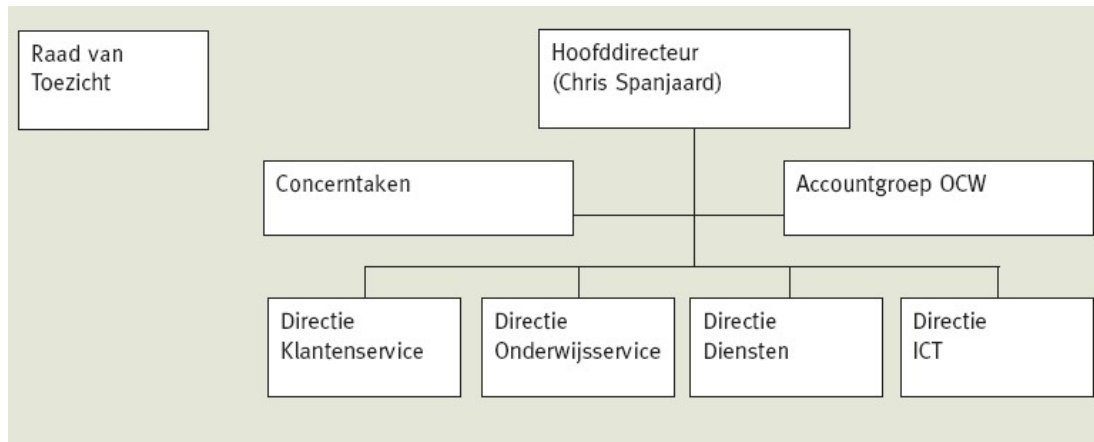 Raad van
Toezicht
Hoofddirecteur
(Chris Spanjaard)
Concerntaken
Accountgroep OCW
Directie
Klantenservice
Directie
Onderwijsservice
Directie
Diensten
Directie
ICT